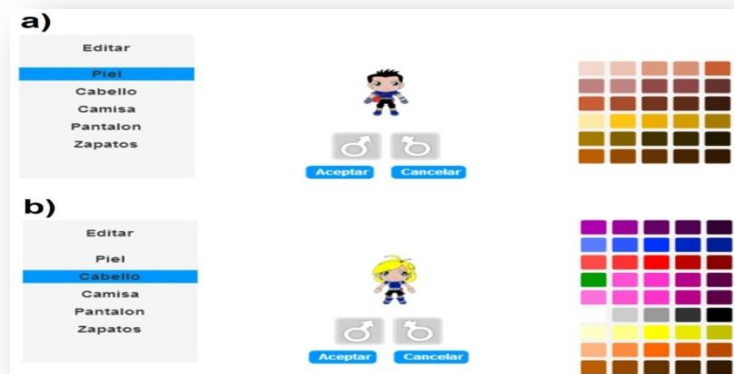 a)
Editar
Piel
Cabello
Camisa
Pantalon
Zapatos
Aceptar Cancelar
b)
Editar
Piel
Cabello
Camisa
Pantalon
Zapatos
Aceptar Cancelar